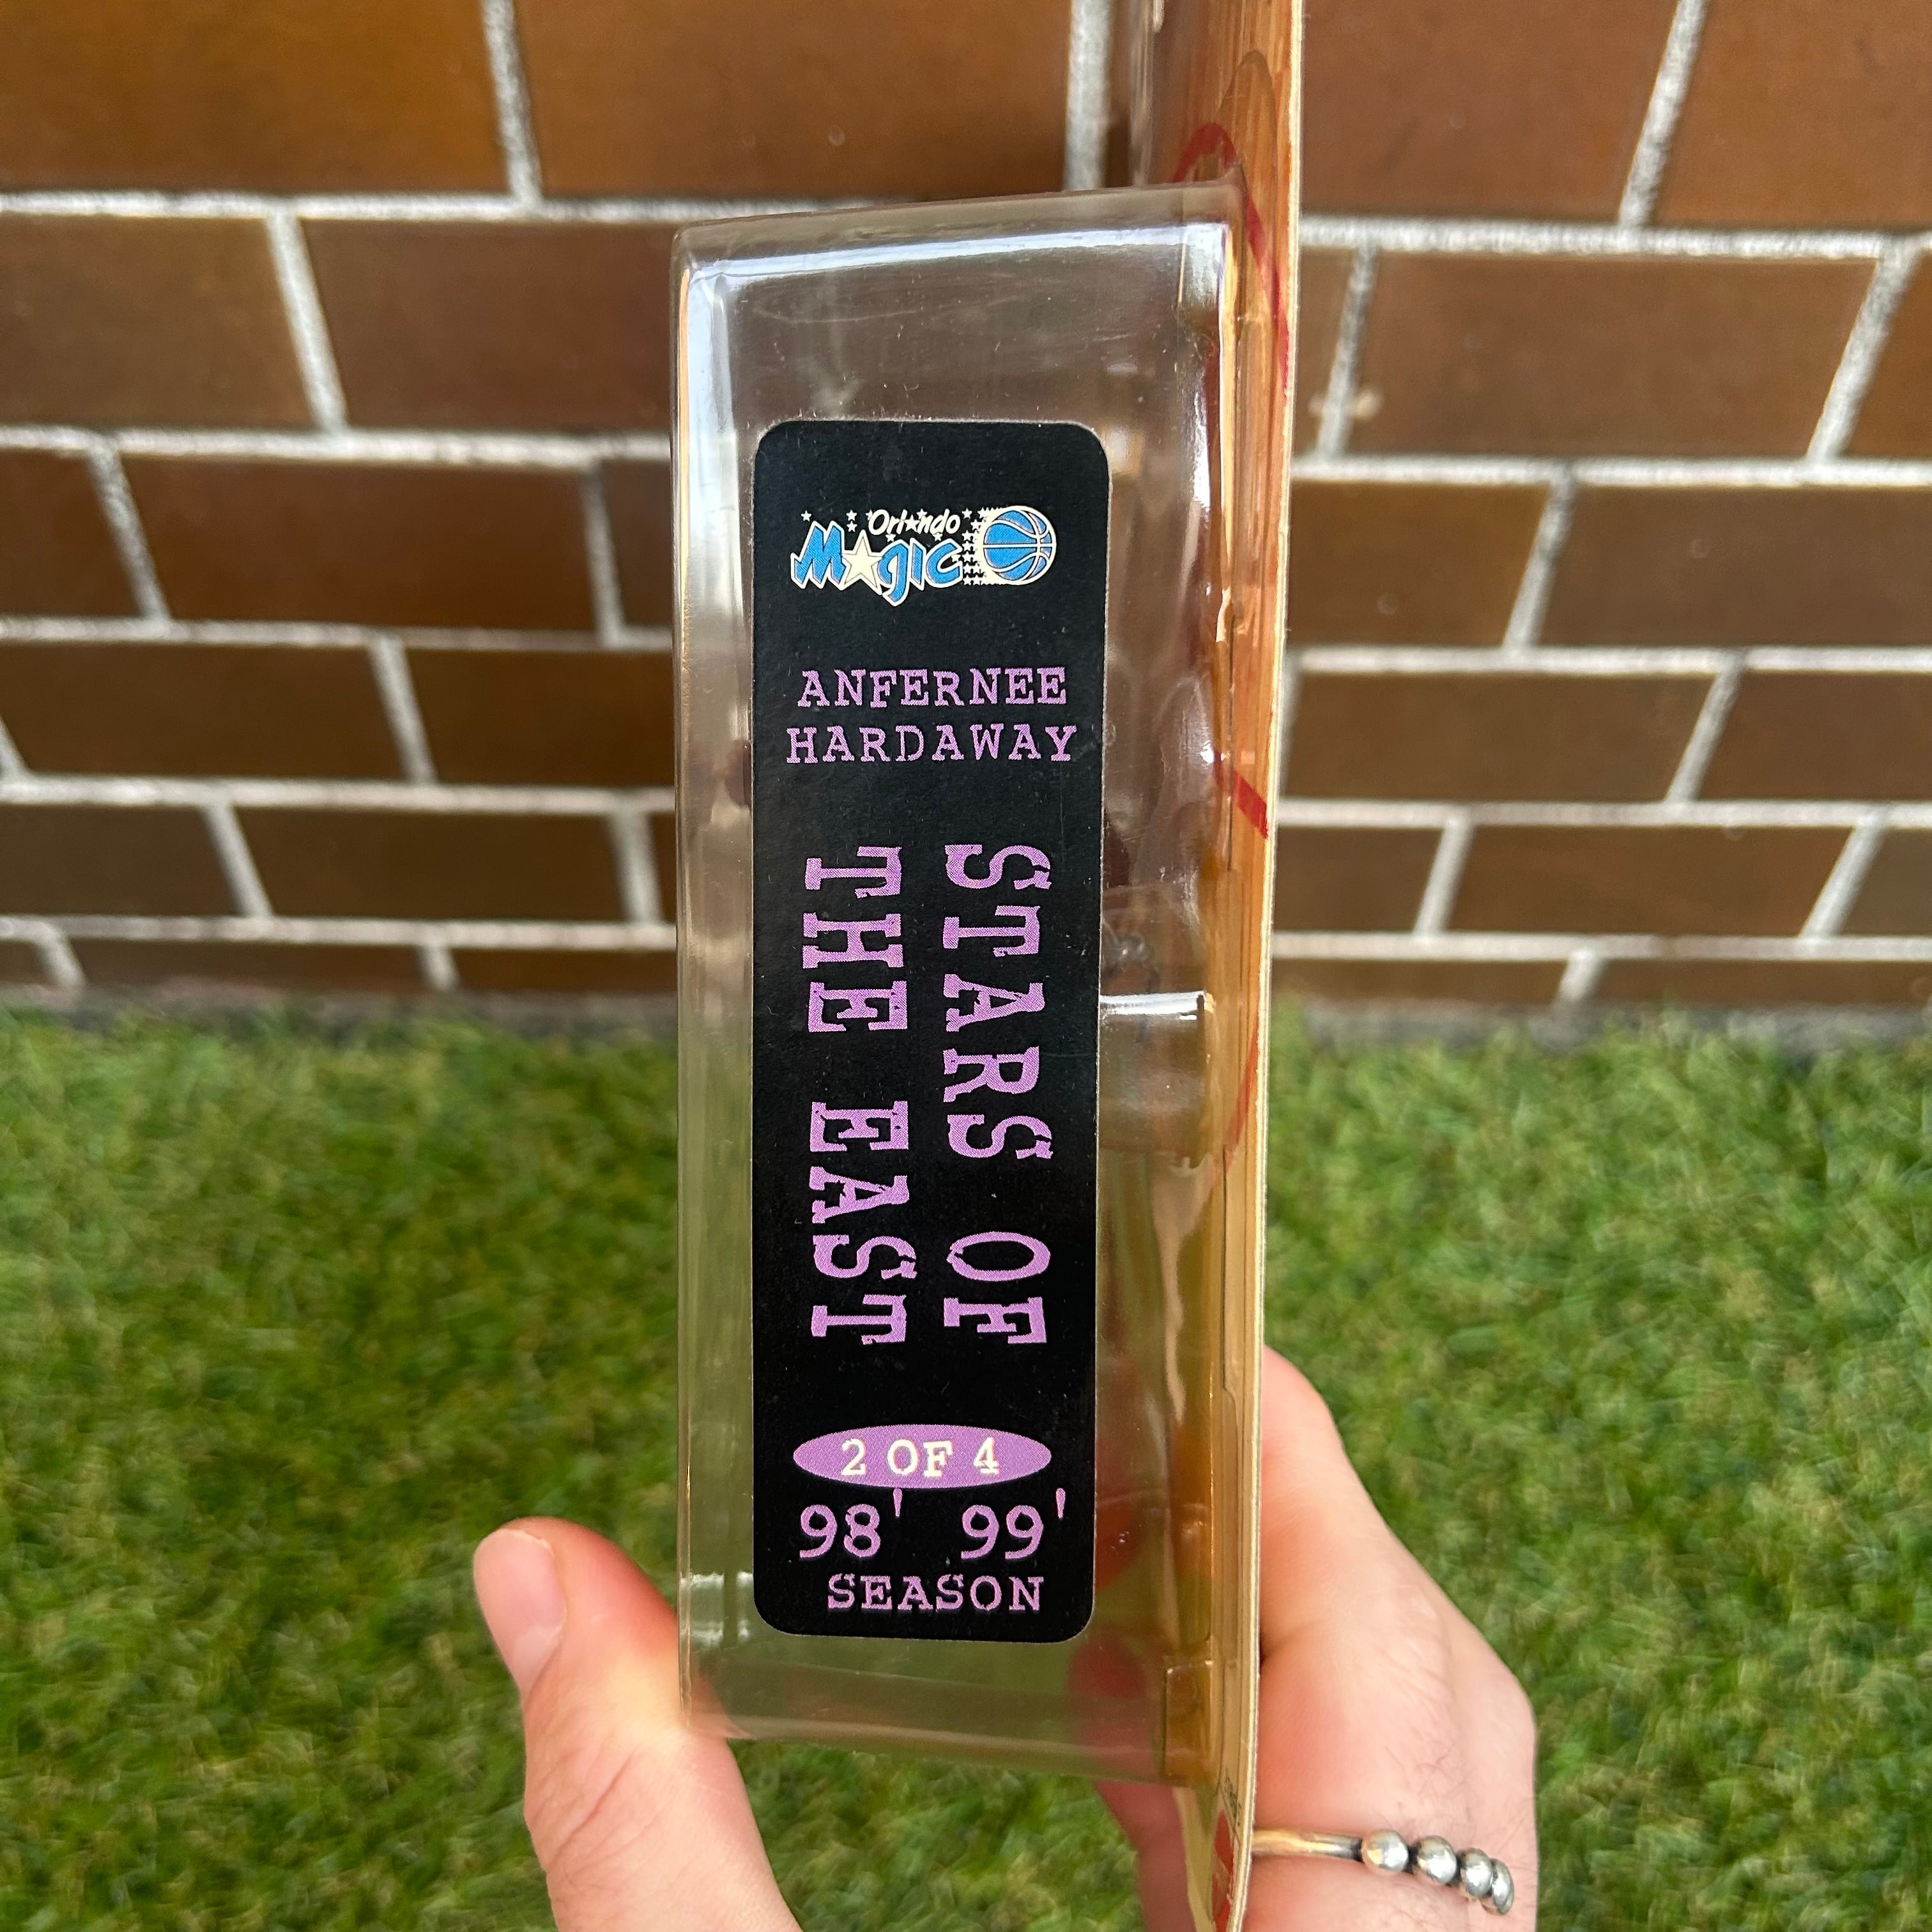 Orlando
Magic
ANFERNEE
HARDAWAY
STARS OF
THE EAST
2 OF 4
98' 99'
SEASON